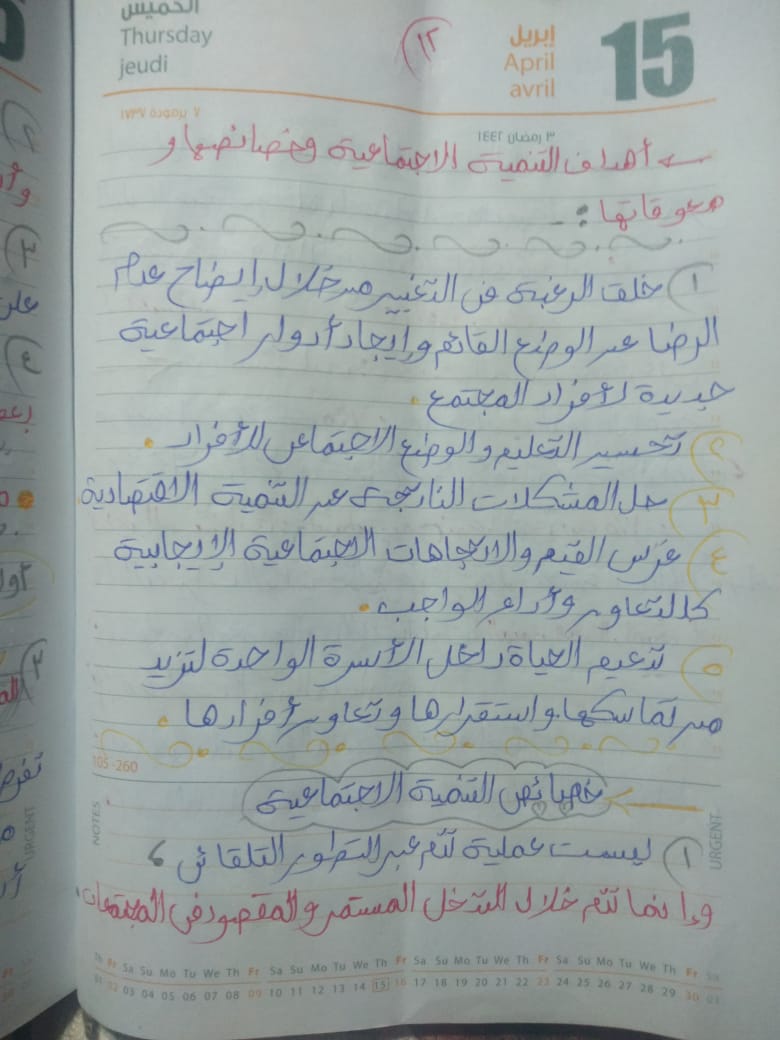 الخميس
Thursday
jeudi
١٢
إبريل
April
avril
15
٧ برمودة ١٧٣٧
٣ رمضان ١٤٤٢
← أهداف التنمية الاجتماعية وخصائصها و
معوقاتها :-
١) خلق الرغبة في التغيير من خلال إيضاح عدم
الرضا عن الوضع القائم وإيجاد أدوار اجتماعية
جديدة لأفراد المجتمع.
٢) تحسين التعليم والوضع الاجتماعي للأفراد.
٣) حل المشكلات الناتجة عن التنمية الاقتصادية
٤) غرس القيم والاتجاهات الاجتماعية الإيجابية
كالتعاون وأداء الواجب.
٥) تدعيم الحياة داخل الأسرة الواحدة لتزيد
من تماسكها واستقرارها وتعاون أفرادها.
105-260
خصائص التنمية الاجتماعية
NOTES
URGENT
١) ليست عملية تتم عبر التطور التلقائي ،
وإنما تتم خلال التدخل المستمر والمقصود في المجتمعات.
Th Fr Sa Su Mo Tu We Th Fr Sa Su Mo Tu We Th Fr Sa Su Mo Tu We Th Fr Sa Su Mo Tu We Th Fr
01 02 03 04 05 06 07 08 09 10 11 12 13 14 15 16 17 18 19 20 21 22 23 24 25 26 27 28 29 30